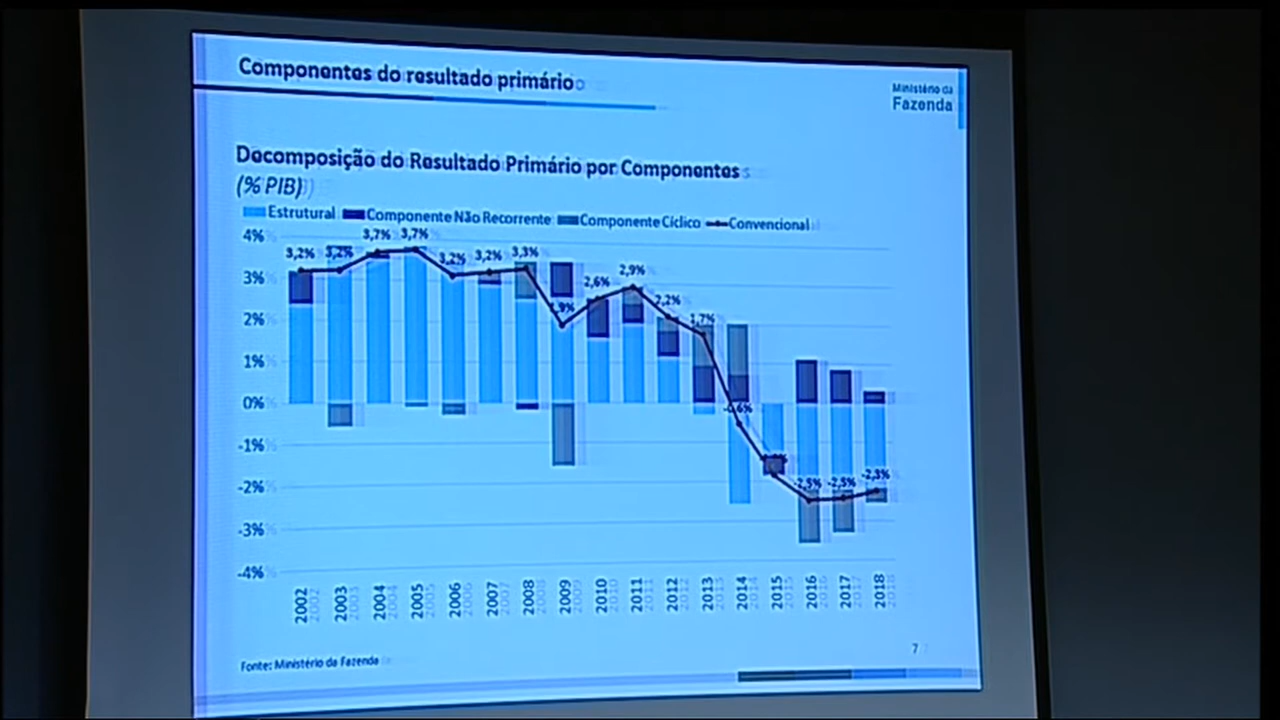 Componentes do resultado primário
Ministério da
Fazenda
Decomposição do Resultado Primário por Componentes
(% PIB)
Estrutural Componente Não Recorrente Componente Cíclico Convencional
4%
3%
2%
1%
0%
-1%
-2%
-3%
-4%
3,2% 3,2% 3,7% 3,7% 3,2% 3,2% 3,3% 2,6% 2,9% 2,2% 1,7% -2,5% -2,5% -2,3%
2002 2003 2004 2005 2006 2007 2008 2009 2010 2011 2012 2013 2014 2015 2016 2017 2018
Fonte: Ministério da Fazenda
7